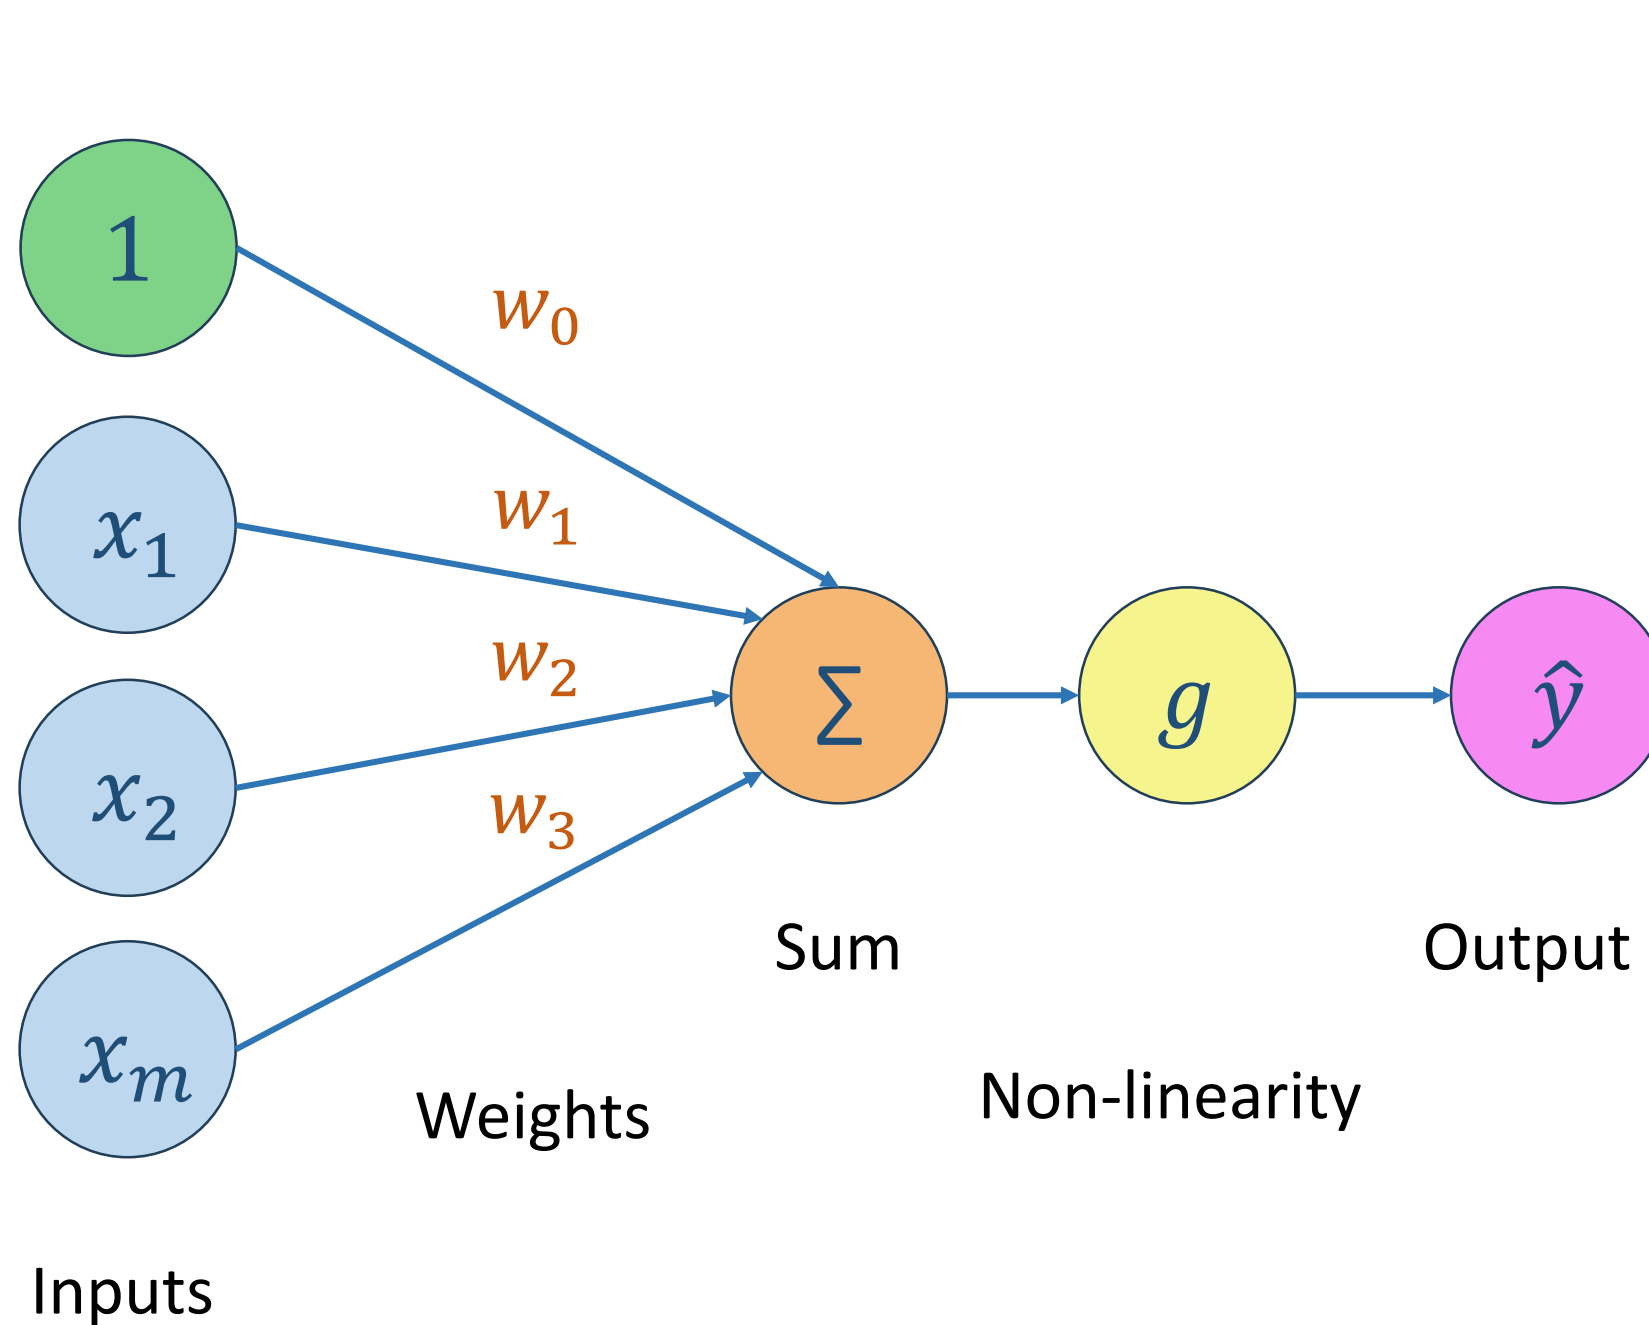 1
w₀
x₁
w₁
w₂
x₂
w₃
∑
g
ŷ
xₘ
Sum
Output
Weights
Non-linearity
Inputs